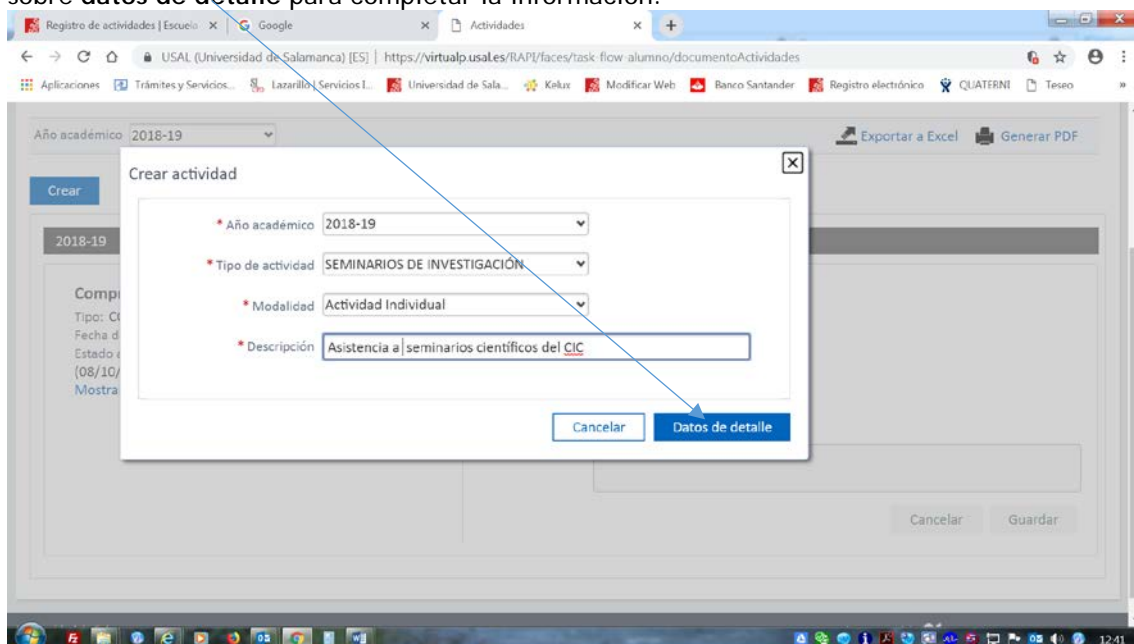 sobre datos de detalle para completar la información.
Registro de actividades | Escuela
Google
Actividades
USAL (Universidad de Salamanca) [ES] | https://virtualp.usal.es/RAPI/faces/task-flow-alumno/documentoActividades
Aplicaciones Trámites y Servicios... Lazarillo | Servicios I... Universidad de Sala... Kelux Modificar Web Banco Santander Registro electrónico QUATERNI Teseo »
Año académico 2018-19 Exportar a Excel Generar PDF
Crear actividad
Crear
* Año académico 2018-19
2018-19
* Tipo de actividad SEMINARIOS DE INVESTIGACIÓN
Comp
* Modalidad Actividad Individual
Tipo: C
Fecha d
* Descripción Asistencia a seminarios científicos del CIC
Estado
(08/10/
Mostra
Cancelar Datos de detalle
Cancelar Guardar
12:41